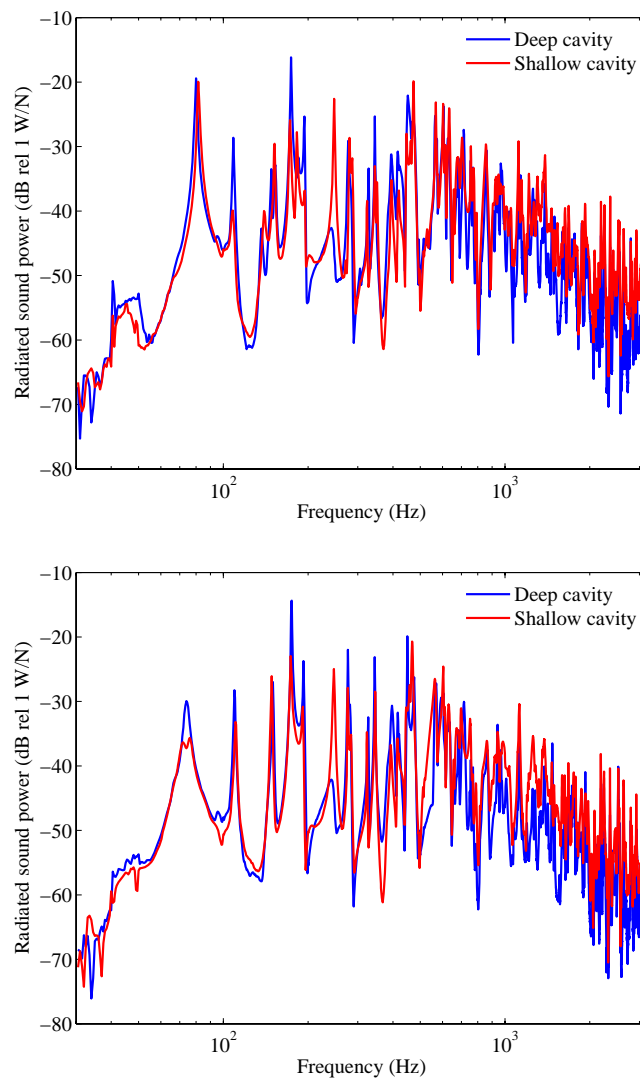 −10
−20
−30
−40
−50
−60
−70
−80
Radiated sound power (dB rel 1 W/N)
Deep cavity
Shallow cavity
10²
10³
Frequency (Hz)
−10
−20
−30
−40
−50
−60
−70
−80
Radiated sound power (dB rel 1 W/N)
Deep cavity
Shallow cavity
10²
10³
Frequency (Hz)